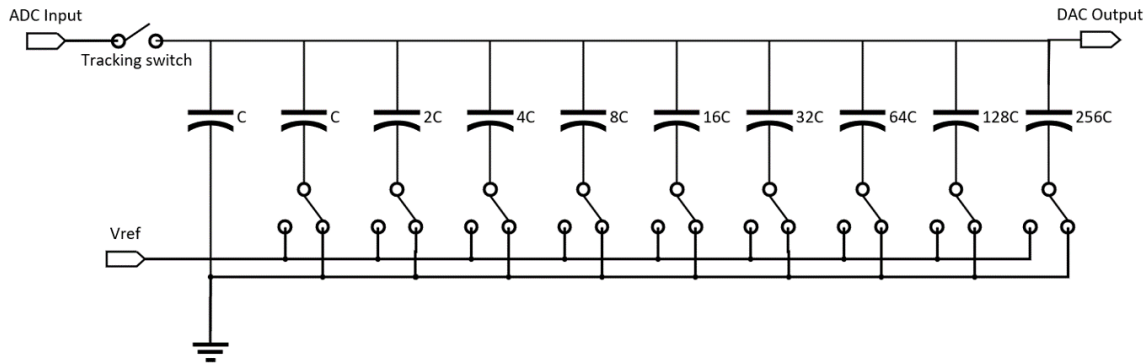 ADC Input
DAC Output
Tracking switch
C
C
2C
4C
8C
16C
32C
64C
128C
256C
Vref